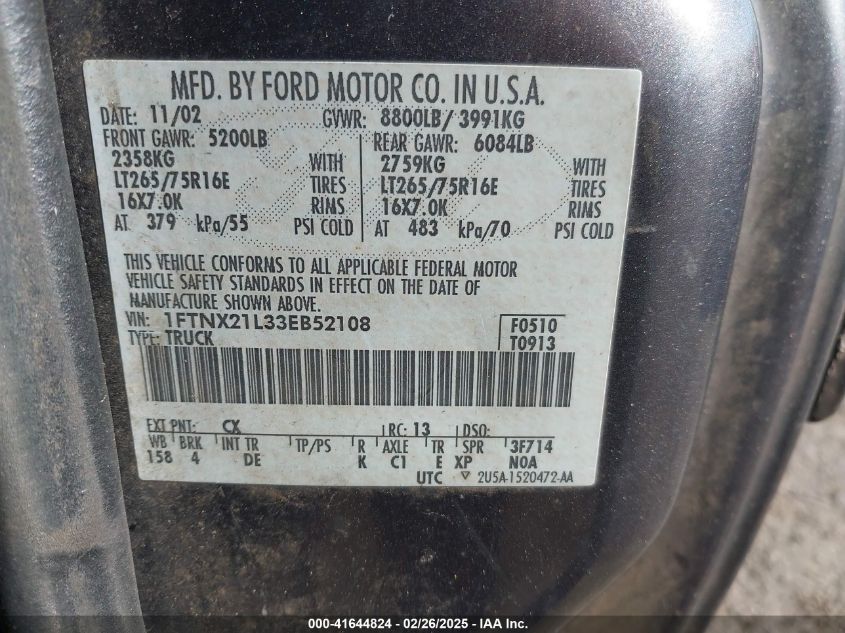 MFD. BY FORD MOTOR CO. IN U.S.A.
DATE: 11/02 GVWR: 8800LB/ 3991KG
FRONT GAWR: 5200LB REAR GAWR: 6084LB
2358KG WITH 2759KG WITH
LT265/75R16E TIRES LT265/75R16E TIRES
16X7.0K RIMS 16X7.0K RIMS
AT 379 kPa/55 PSI COLD AT 483 kPa/70 PSI COLD
THIS VEHICLE CONFORMS TO ALL APPLICABLE FEDERAL MOTOR
VEHICLE SAFETY STANDARDS IN EFFECT ON THE DATE OF
MANUFACTURE SHOWN ABOVE.
VIN: 1FTNX21L33EB52108 F0510
TYPE: TRUCK T0913
EXT PNT: CX RC: 13 DSO:
WB BRK INT TR TP/PS R AXLE TR SPR 3F714
158 4 DE K C1 E XP N0A
UTC ▽ 2U5A-1520472-AA
000-41644824 / 02/26/2025 - IAA Inc.